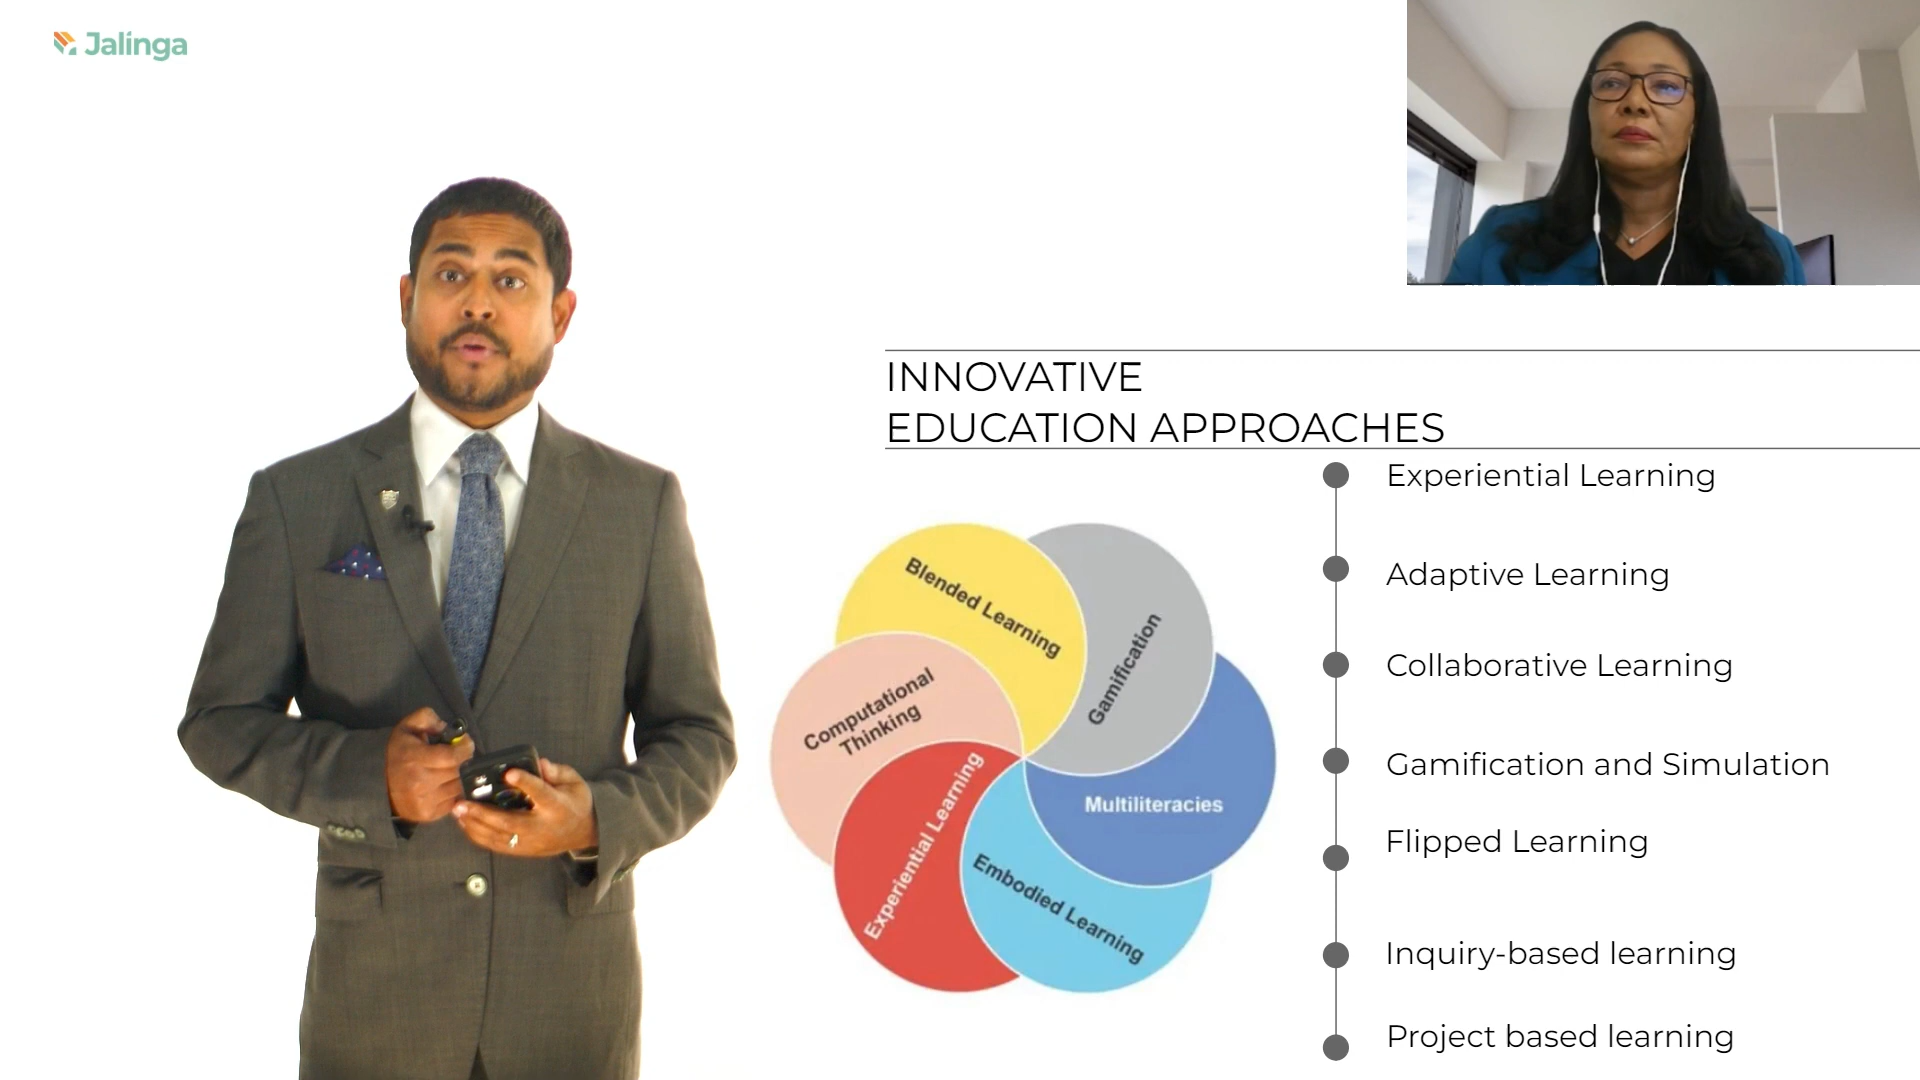 Jalinga
INNOVATIVE
EDUCATION APPROACHES
Experiential Learning
Adaptive Learning
Collaborative Learning
Gamification and Simulation
Flipped Learning
Inquiry-based learning
Project based learning
Blended Learning
Gamification
Computational
Thinking
Multiliteracies
Experiential Learning
Embodied Learning